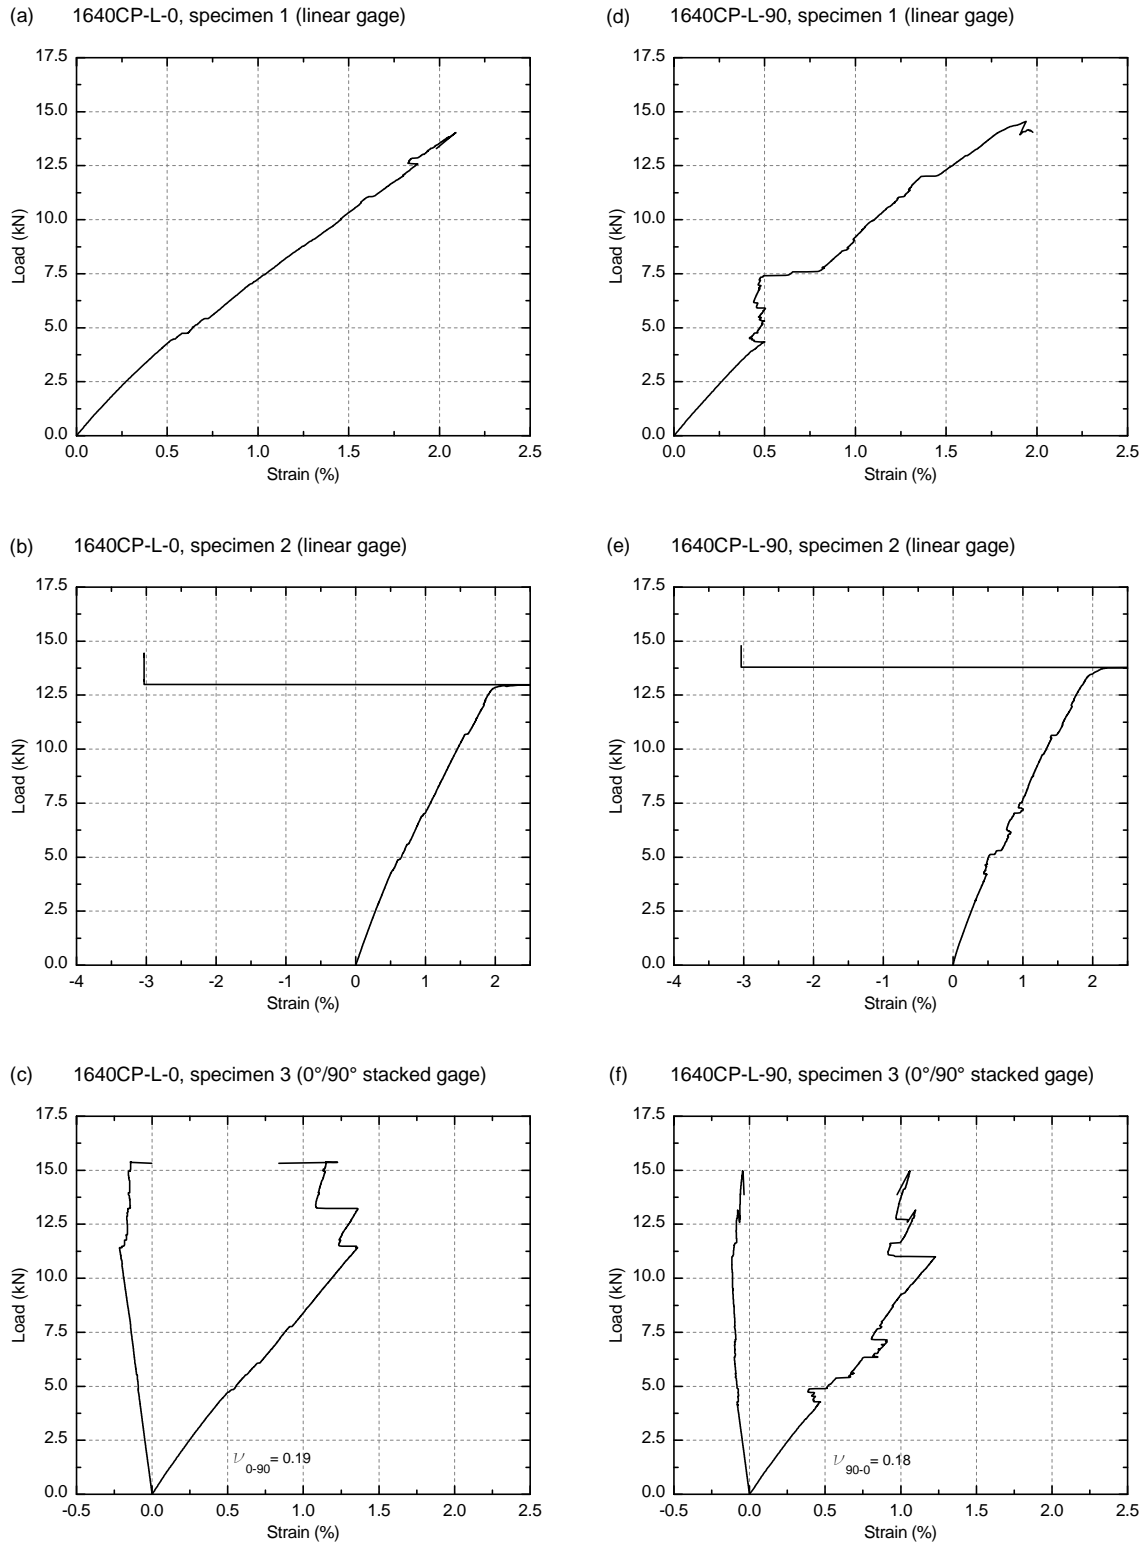 (a) 1640CP-L-0, specimen 1 (linear gage)
17.5
15.0
12.5
10.0
7.5
5.0
2.5
0.0
Load (kN)
0.0 0.5 1.0 1.5 2.0 2.5
Strain (%)
(d) 1640CP-L-90, specimen 1 (linear gage)
17.5
15.0
12.5
10.0
7.5
5.0
2.5
0.0
Load (kN)
0.0 0.5 1.0 1.5 2.0 2.5
Strain (%)
(b) 1640CP-L-0, specimen 2 (linear gage)
17.5
15.0
12.5
10.0
7.5
5.0
2.5
0.0
Load (kN)
-4 -3 -2 -1 0 1 2
Strain (%)
(e) 1640CP-L-90, specimen 2 (linear gage)
17.5
15.0
12.5
10.0
7.5
5.0
2.5
0.0
Load (kN)
-4 -3 -2 -1 0 1 2
Strain (%)
(c) 1640CP-L-0, specimen 3 (0°/90° stacked gage)
17.5
15.0
12.5
10.0
7.5
5.0
2.5
0.0
Load (kN)
ν0-90= 0.19
-0.5 0.0 0.5 1.0 1.5 2.0 2.5
Strain (%)
(f) 1640CP-L-90, specimen 3 (0°/90° stacked gage)
17.5
15.0
12.5
10.0
7.5
5.0
2.5
0.0
Load (kN)
ν90-0= 0.18
-0.5 0.0 0.5 1.0 1.5 2.0 2.5
Strain (%)